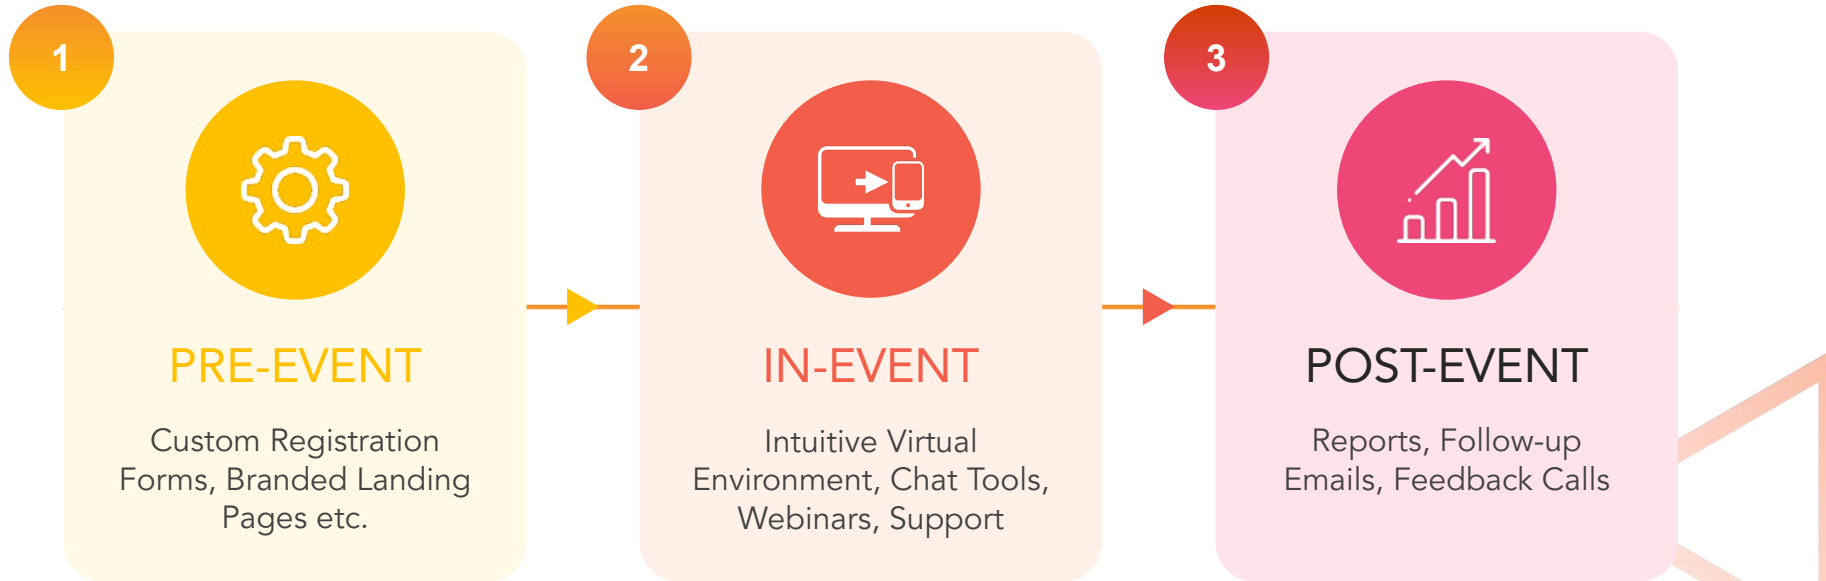 1
PRE-EVENT
Custom Registration
Forms, Branded Landing
Pages etc.
2
IN-EVENT
Intuitive Virtual
Environment, Chat Tools,
Webinars, Support
3
POST-EVENT
Reports, Follow-up
Emails, Feedback Calls